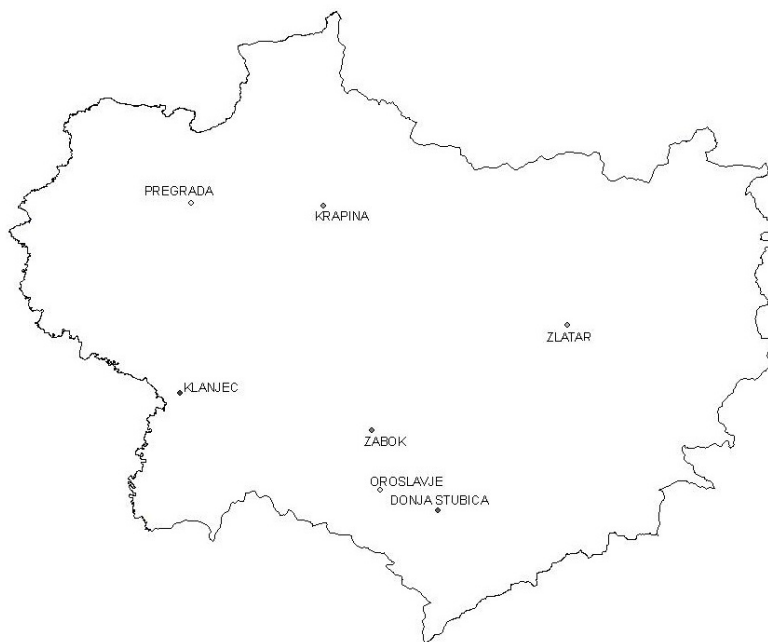 PREGRADA
KRAPINA
ZLATAR
KLANJEC
ZABOK
OROSLAVJE
DONJA STUBICA